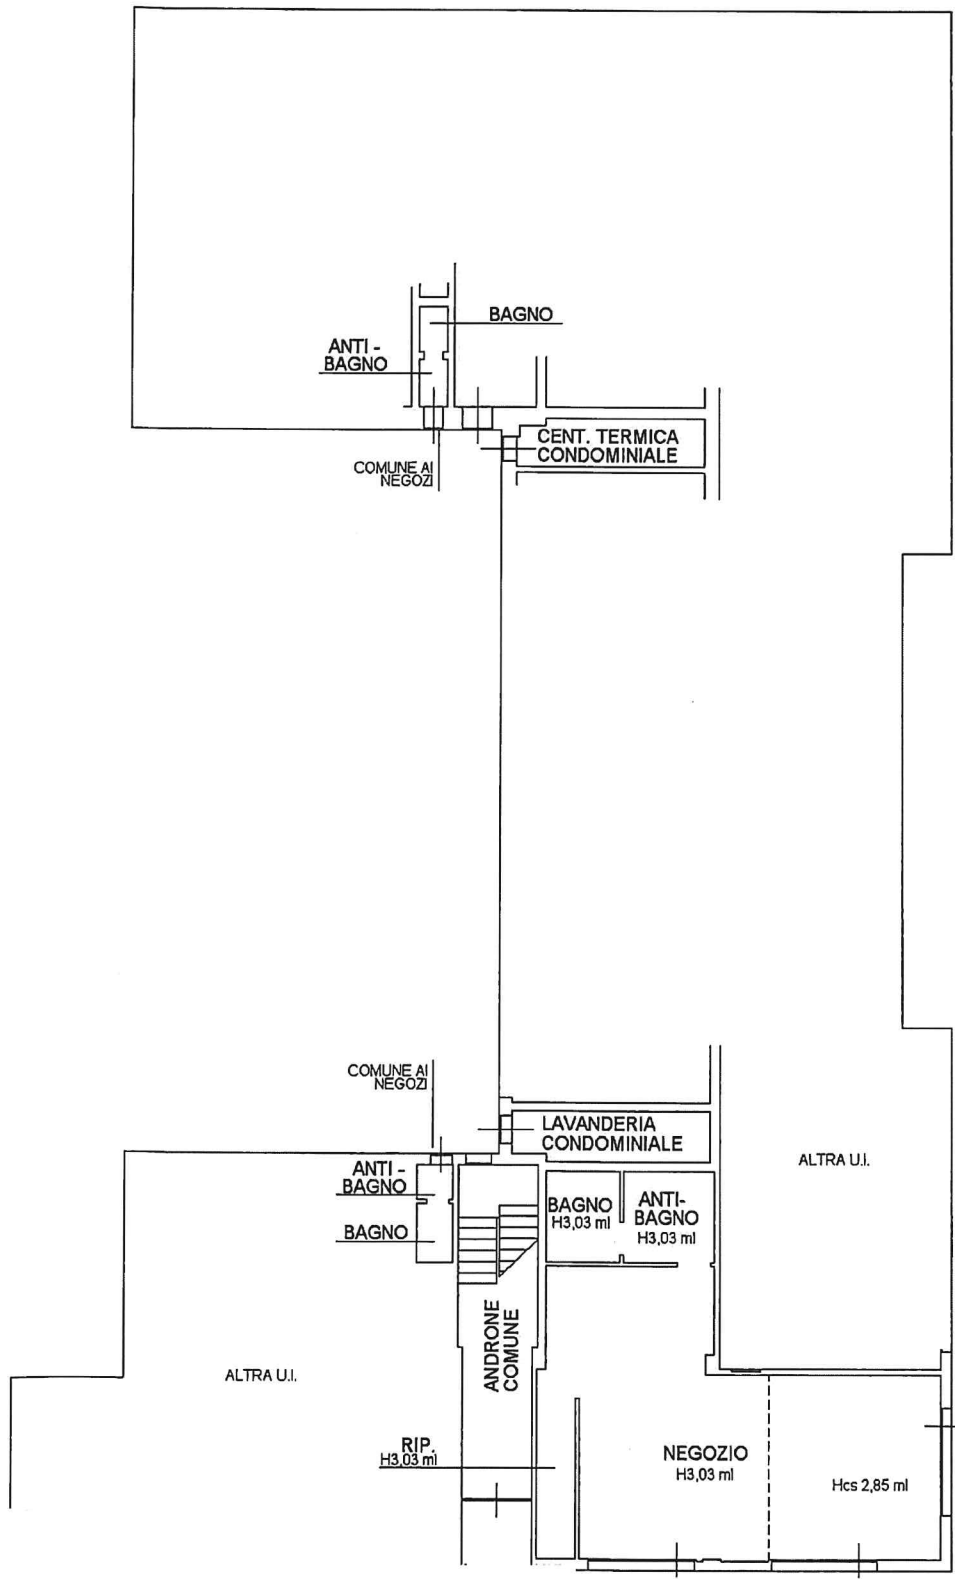 BAGNO
ANTI -
BAGNO
CENT. TERMICA
CONDOMINIALE
COMUNE AI
NEGOZI
COMUNE AI
NEGOZI
LAVANDERIA
CONDOMINIALE
ALTRA U.I.
ANTI -
BAGNO
BAGNO
BAGNO
H3,03 ml
ANTI-
BAGNO
H3,03 ml
ANDRONE
COMUNE
ALTRA U.I.
RIP.
H3,03 ml
NEGOZIO
H3,03 ml
Hcs 2,85 ml